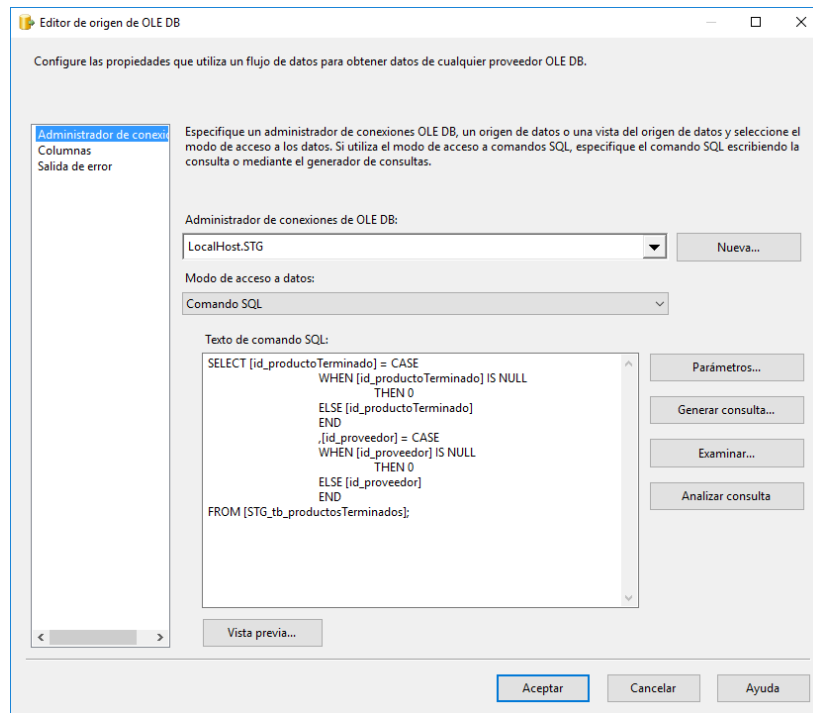 Editor de origen de OLE DB
Configure las propiedades que utiliza un flujo de datos para obtener datos de cualquier proveedor OLE DB.
Administrador de conexi
Columnas
Salida de error
Especifique un administrador de conexiones OLE DB, un origen de datos o una vista del origen de datos y seleccione el
modo de acceso a los datos. Si utiliza el modo de acceso a comandos SQL, especifique el comando SQL escribiendo la
consulta o mediante el generador de consultas.
Administrador de conexiones de OLE DB:
LocalHost.STG
Nueva...
Modo de acceso a datos:
Comando SQL
Texto de comando SQL:
SELECT [id_productoTerminado] = CASE
WHEN [id_productoTerminado] IS NULL
THEN 0
ELSE [id_productoTerminado]
END
,[id_proveedor] = CASE
WHEN [id_proveedor] IS NULL
THEN 0
ELSE [id_proveedor]
END
FROM [STG_tb_productosTerminados];
Parámetros...
Generar consulta...
Examinar...
Analizar consulta
Vista previa...
Aceptar
Cancelar
Ayuda